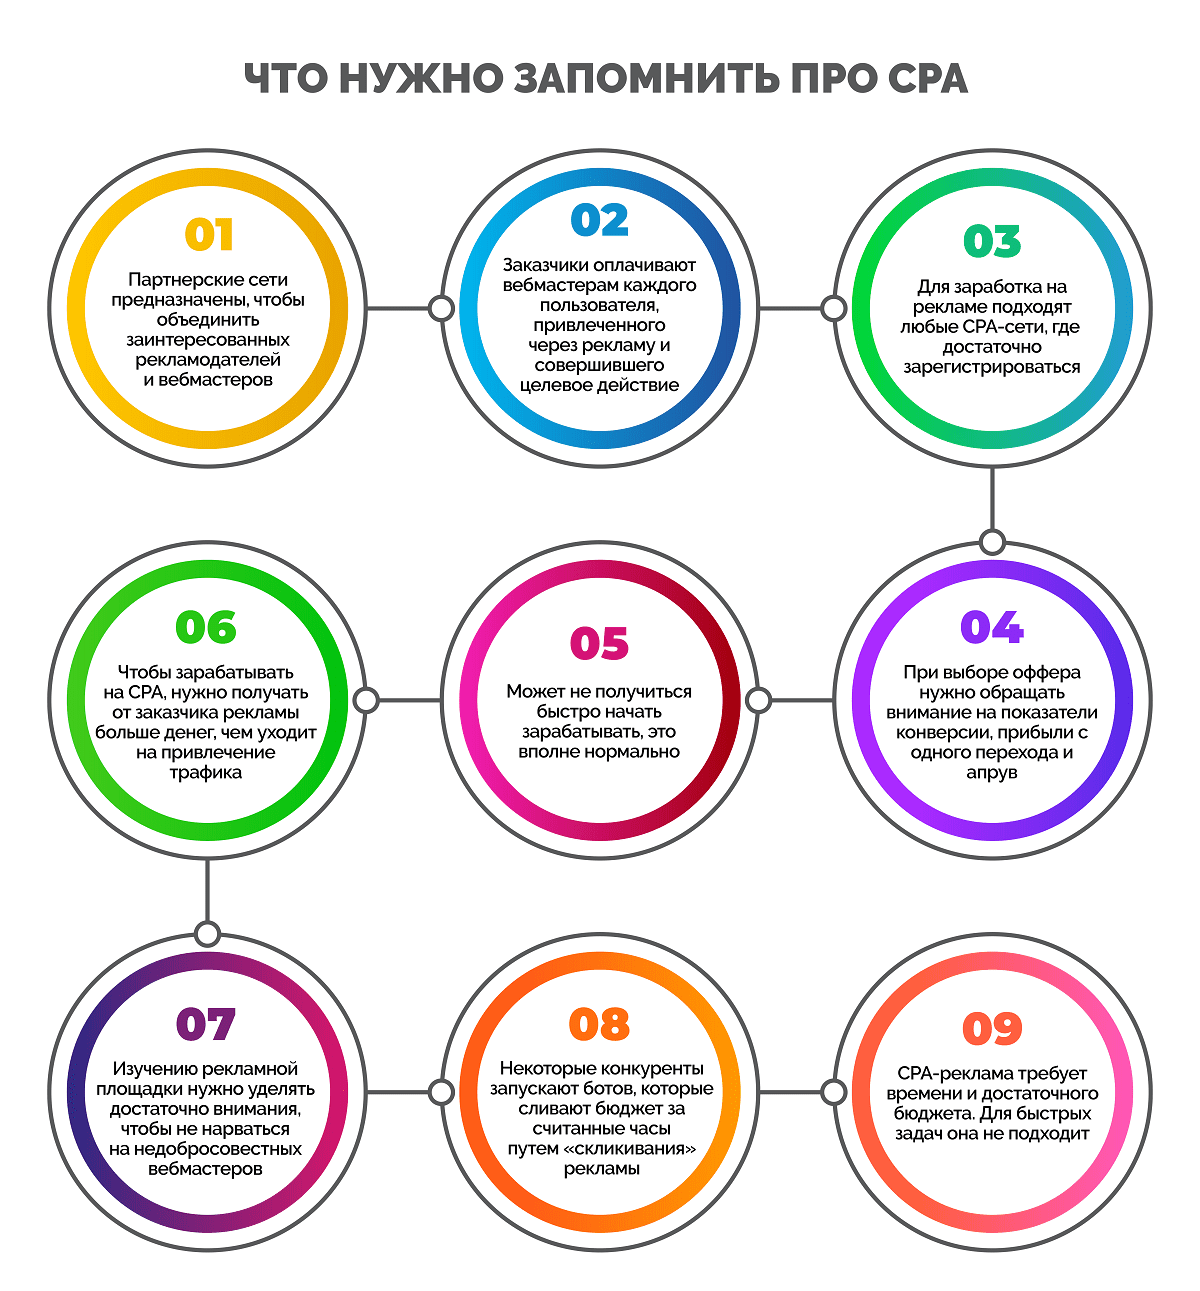 ЧТО НУЖНО ЗАПОМНИТЬ ПРО CPA
01
Партнерские сети
предназначены, чтобы
объединить
заинтересованных
рекламодателей
и вебмастеров
02
Заказчики оплачивают
вебмастерам каждого
пользователя,
привлеченного
через рекламу и
совершившего
целевое действие
03
Для заработка на
рекламе подходят
любые CPA-сети, где
достаточно
зарегистрироваться
04
При выборе оффера
нужно обращать
внимание на показатели
конверсии, прибыли с
одного перехода и
апрув
05
Может не получиться
быстро начать
зарабатывать, это
вполне нормально
06
Чтобы зарабатывать
на CPA, нужно получать
от заказчика рекламы
больше денег, чем уходит
на привлечение
трафика
07
Изучению рекламной
площадки нужно уделять
достаточно внимания,
чтобы не нарваться
на недобросовестных
вебмастеров
08
Некоторые конкуренты
запускают ботов, которые
сливают бюджет за
считанные часы
путем «скликивания»
рекламы
09
CPA-реклама требует
времени и достаточного
бюджета. Для быстрых
задач она не подходит